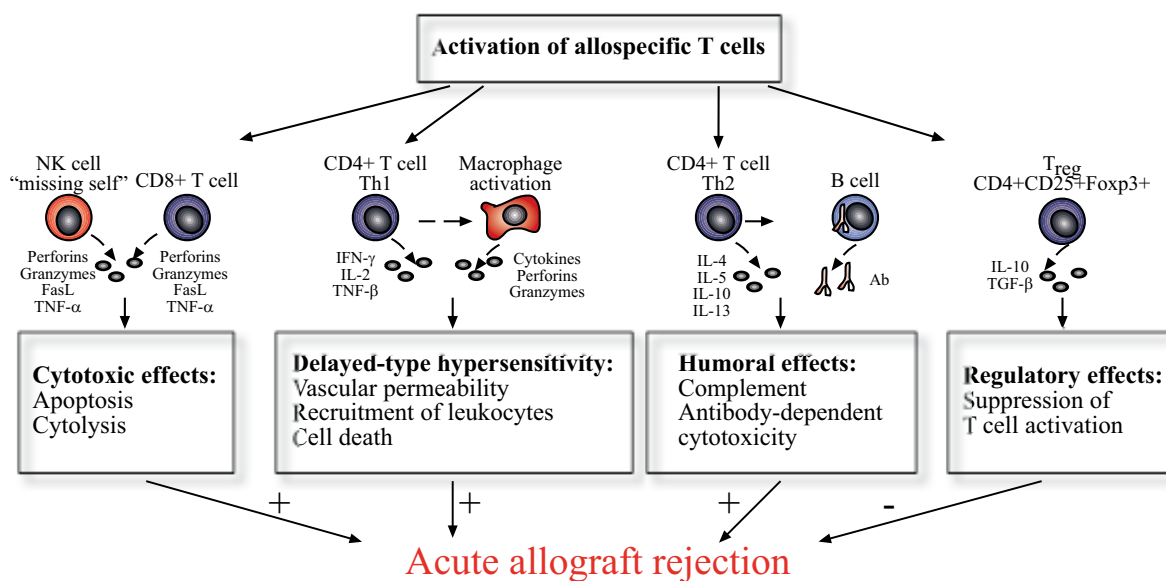 Activation of allospecific T cells
NK cell
“missing self”
CD8+ T cell
Perforins
Granzymes
FasL
TNF-α
Perforins
Granzymes
FasL
TNF-α
CD4+ T cell
Th1
Macrophage
activation
IFN-γ
IL-2
TNF-β
Cytokines
Perforins
Granzymes
CD4+ T cell
Th2
B cell
IL-4
IL-5
IL-10
IL-13
Ab
Treg
CD4+CD25+Foxp3+
IL-10
TGF-β
Cytotoxic effects:
Apoptosis
Cytolysis
Delayed-type hypersensitivity:
Vascular permeability
Recruitment of leukocytes
Cell death
Humoral effects:
Complement
Antibody-dependent
cytotoxicity
Regulatory effects:
Suppression of
T cell activation
+
+
+
-
Acute allograft rejection